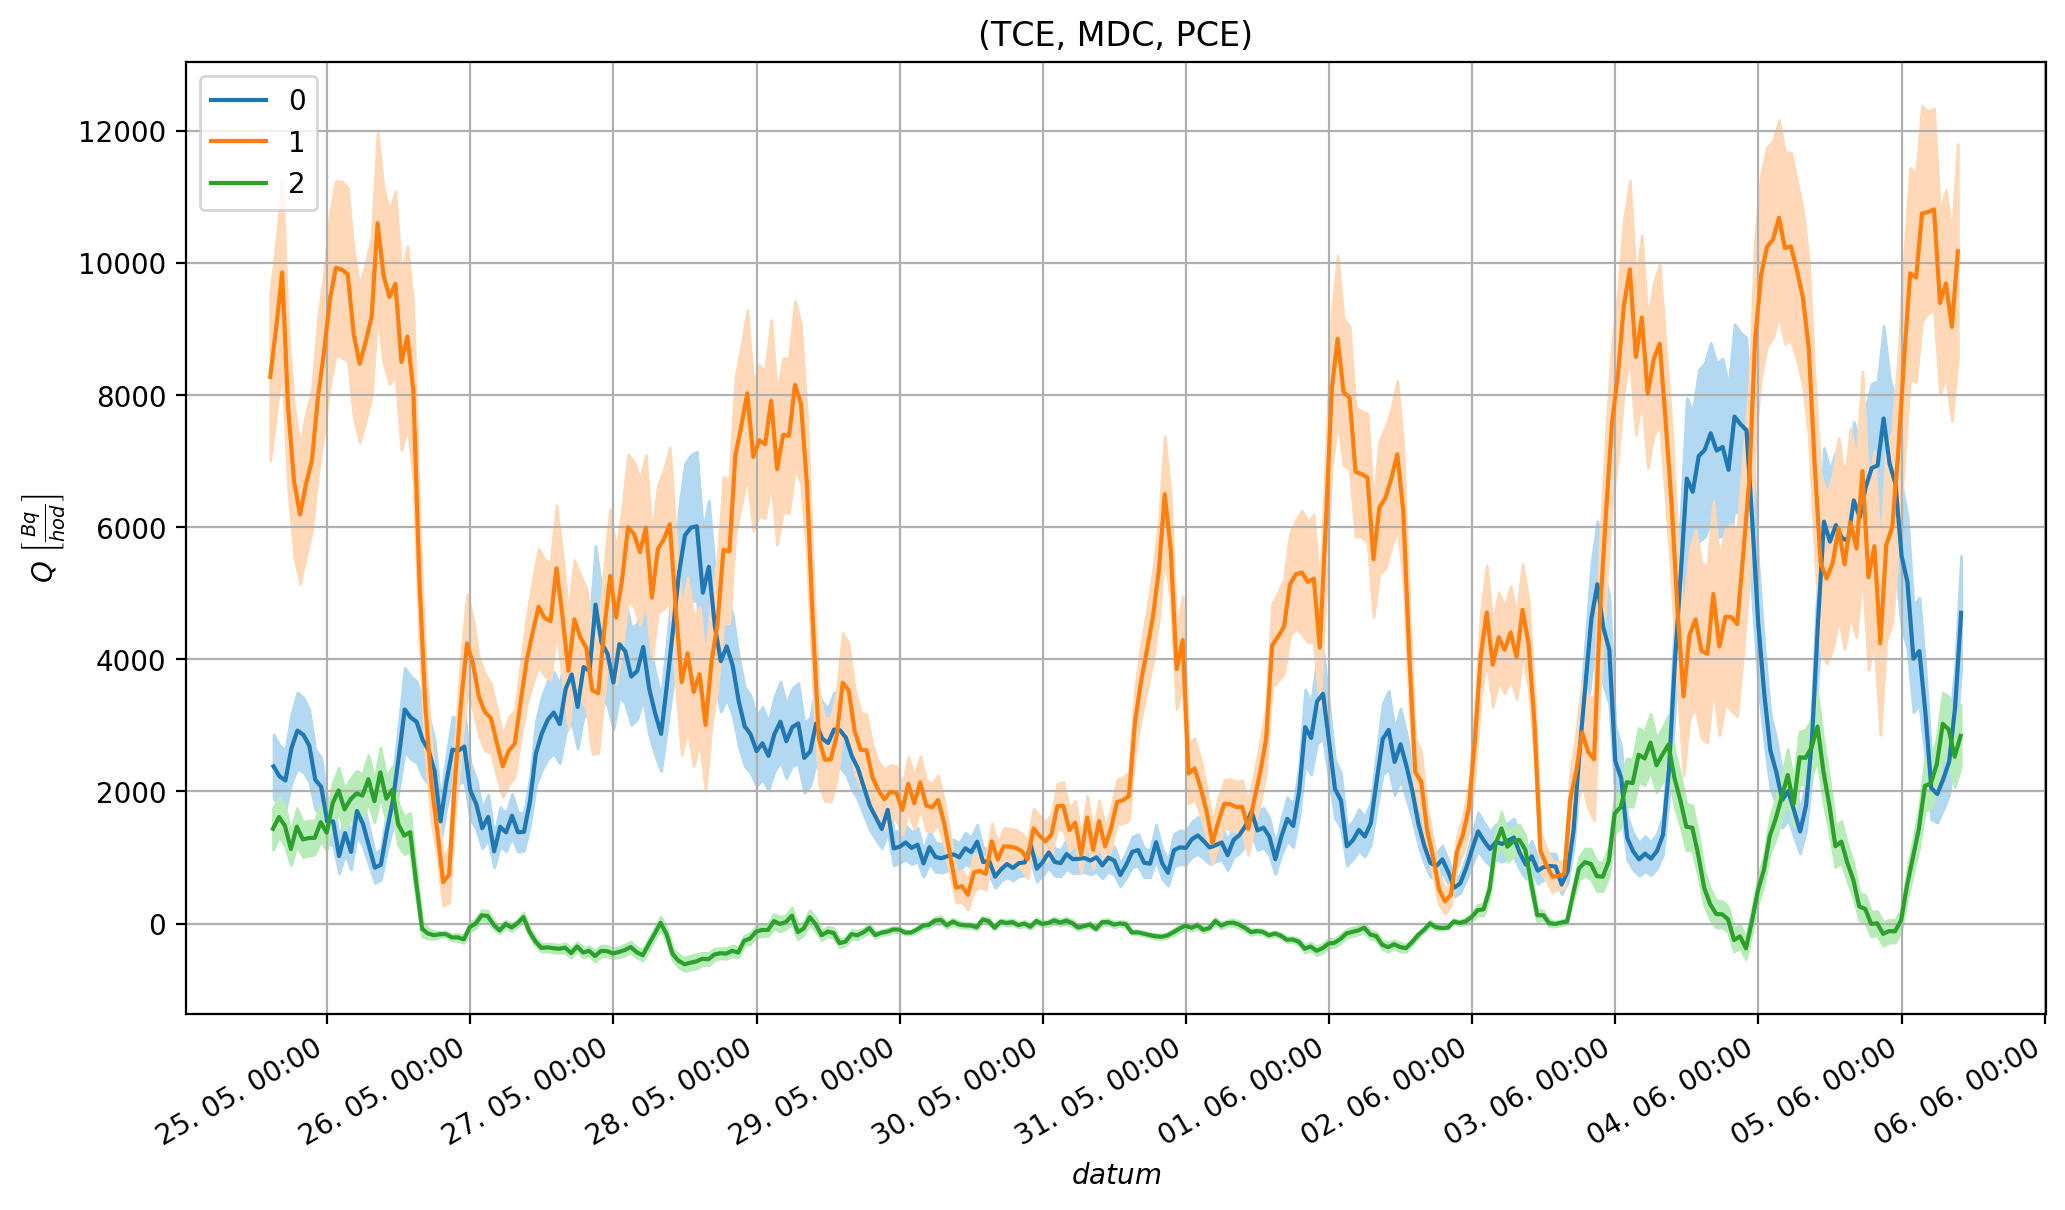 (TCE, MDC, PCE)
0
1
2
12000
10000
8000
6000
4000
2000
0
Q [Bq/hod]
25. 05. 00:00
26. 05. 00:00
27. 05. 00:00
28. 05. 00:00
29. 05. 00:00
30. 05. 00:00
31. 05. 00:00
01. 06. 00:00
02. 06. 00:00
03. 06. 00:00
04. 06. 00:00
05. 06. 00:00
06. 06. 00:00
datum